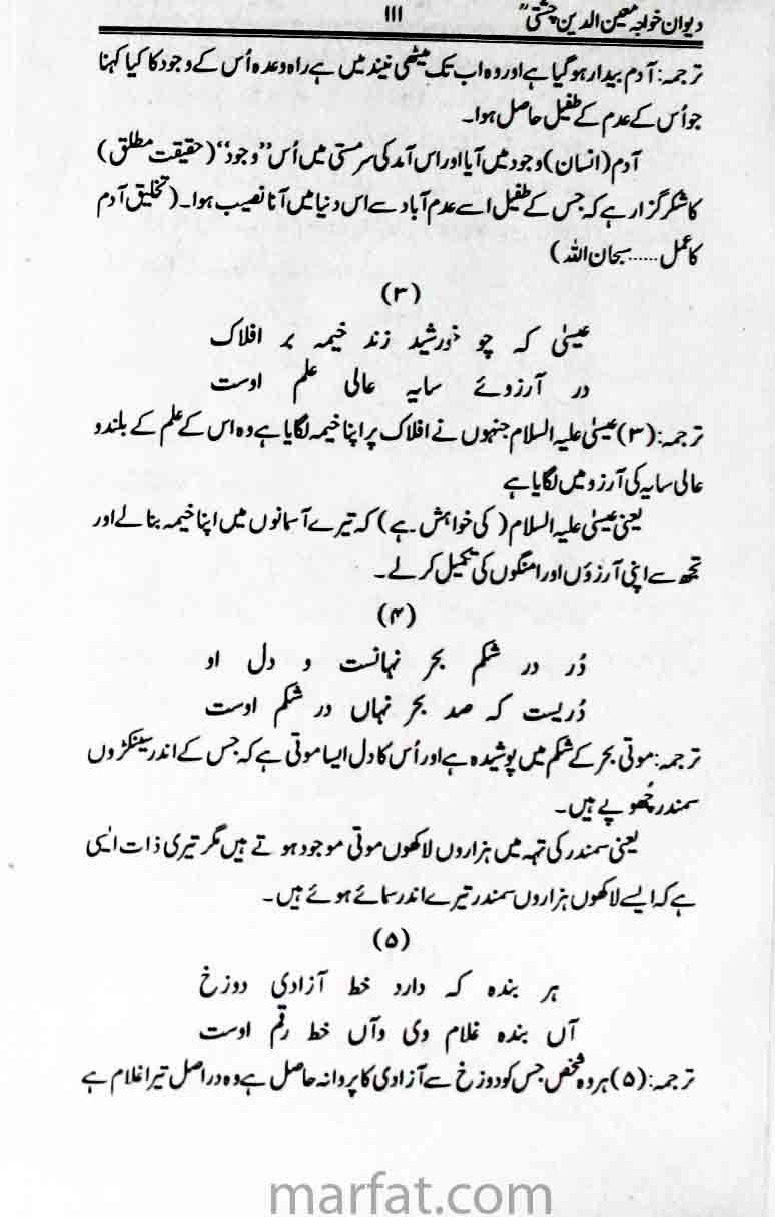 دیوان خواجہ معین الدین چشتیؒ
۱۱۱
ترجمہ: آدم بیدار ہوگیا ہے اور وہ اب تک میٹھی نیند میں ہے راہ وعدہ اُس کے وجود کا کیا کہنا
جو اُس کے عدم کے طفیل حاصل ہوا۔
آدم (انسان) وجود میں آیا اور اس آمد کی سرمستی میں اُس ”وجود“ (حقیقت مطلق)
کا شکر گزار ہے کہ جس کے طفیل اسے عدم آباد سے اس دنیا میں آنا نصیب ہوا۔ (تخلیق آدم
کا عمل ...... سبحان اللہ)
(۳)
عیسٰی کہ چو خورشید زند خیمہ بر افلاک
در آرزوئے سایہ عالی علم اوست
ترجمہ: (۳) عیسٰی علیہ السلام جنہوں نے افلاک پر اپنا خیمہ لگایا ہے وہ اس کے علم کے بلند و
عالی سایہ کی آرزو میں لگایا ہے
یعنی عیسٰی علیہ السلام (کی خواہش ہے) کہ تیرے آسمانوں میں اپنا خیمہ بنا لے اور
تجھ سے اپنی آرزؤں اور امنگوں کی تکمیل کر لے۔
(۴)
دُر در شکم بحر نہانست و دل او
دُریست کہ صد بحر نہاں در شکم اوست
ترجمہ: موتی بحر کے شکم میں پوشیدہ ہے اور اُس کا دل ایسا موتی ہے کہ جس کے اندر سینکڑوں
سمندر چُھوپے ہیں۔
یعنی سمندر کی تہہ میں ہزاروں لاکھوں موتی موجود ہوتے ہیں مگر تیری ذات ایسی
ہے کہ ایسے لاکھوں ہزاروں سمندر تیرے اندر سمائے ہوئے ہیں۔
(۵)
ہر بندہ کہ دارد خط آزادی دوزخ
آں بندہ غلام وی وآں خط رقم اوست
ترجمہ: (۵) ہر وہ شخص جس کو دوزخ سے آزادی کا پروانہ حاصل ہے وہ دراصل تیرا غلام ہے
marfat.com